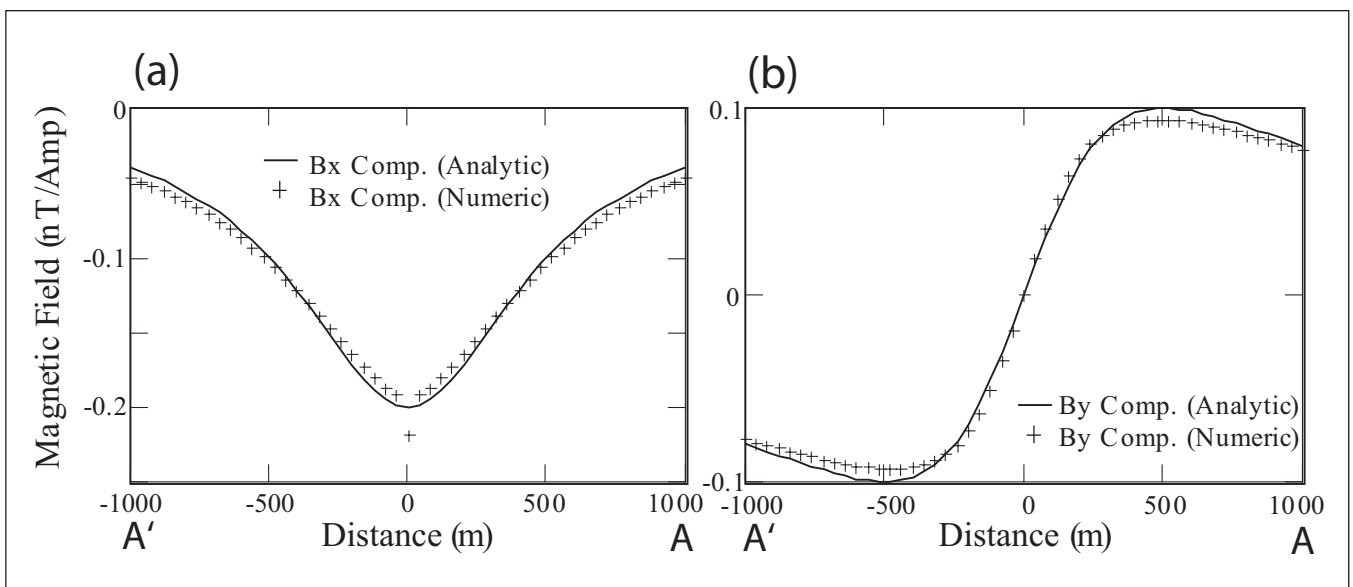 (a)
Magnetic Field (nT/Amp)
0
-0.1
-0.2
Bx Comp. (Analytic)
Bx Comp. (Numeric)
-1000 -500 0 500 1000
A' Distance (m) A
(b)
0.1
0
-0.1
By Comp. (Analytic)
By Comp. (Numeric)
-1000 -500 0 500 1000
A' Distance (m) A